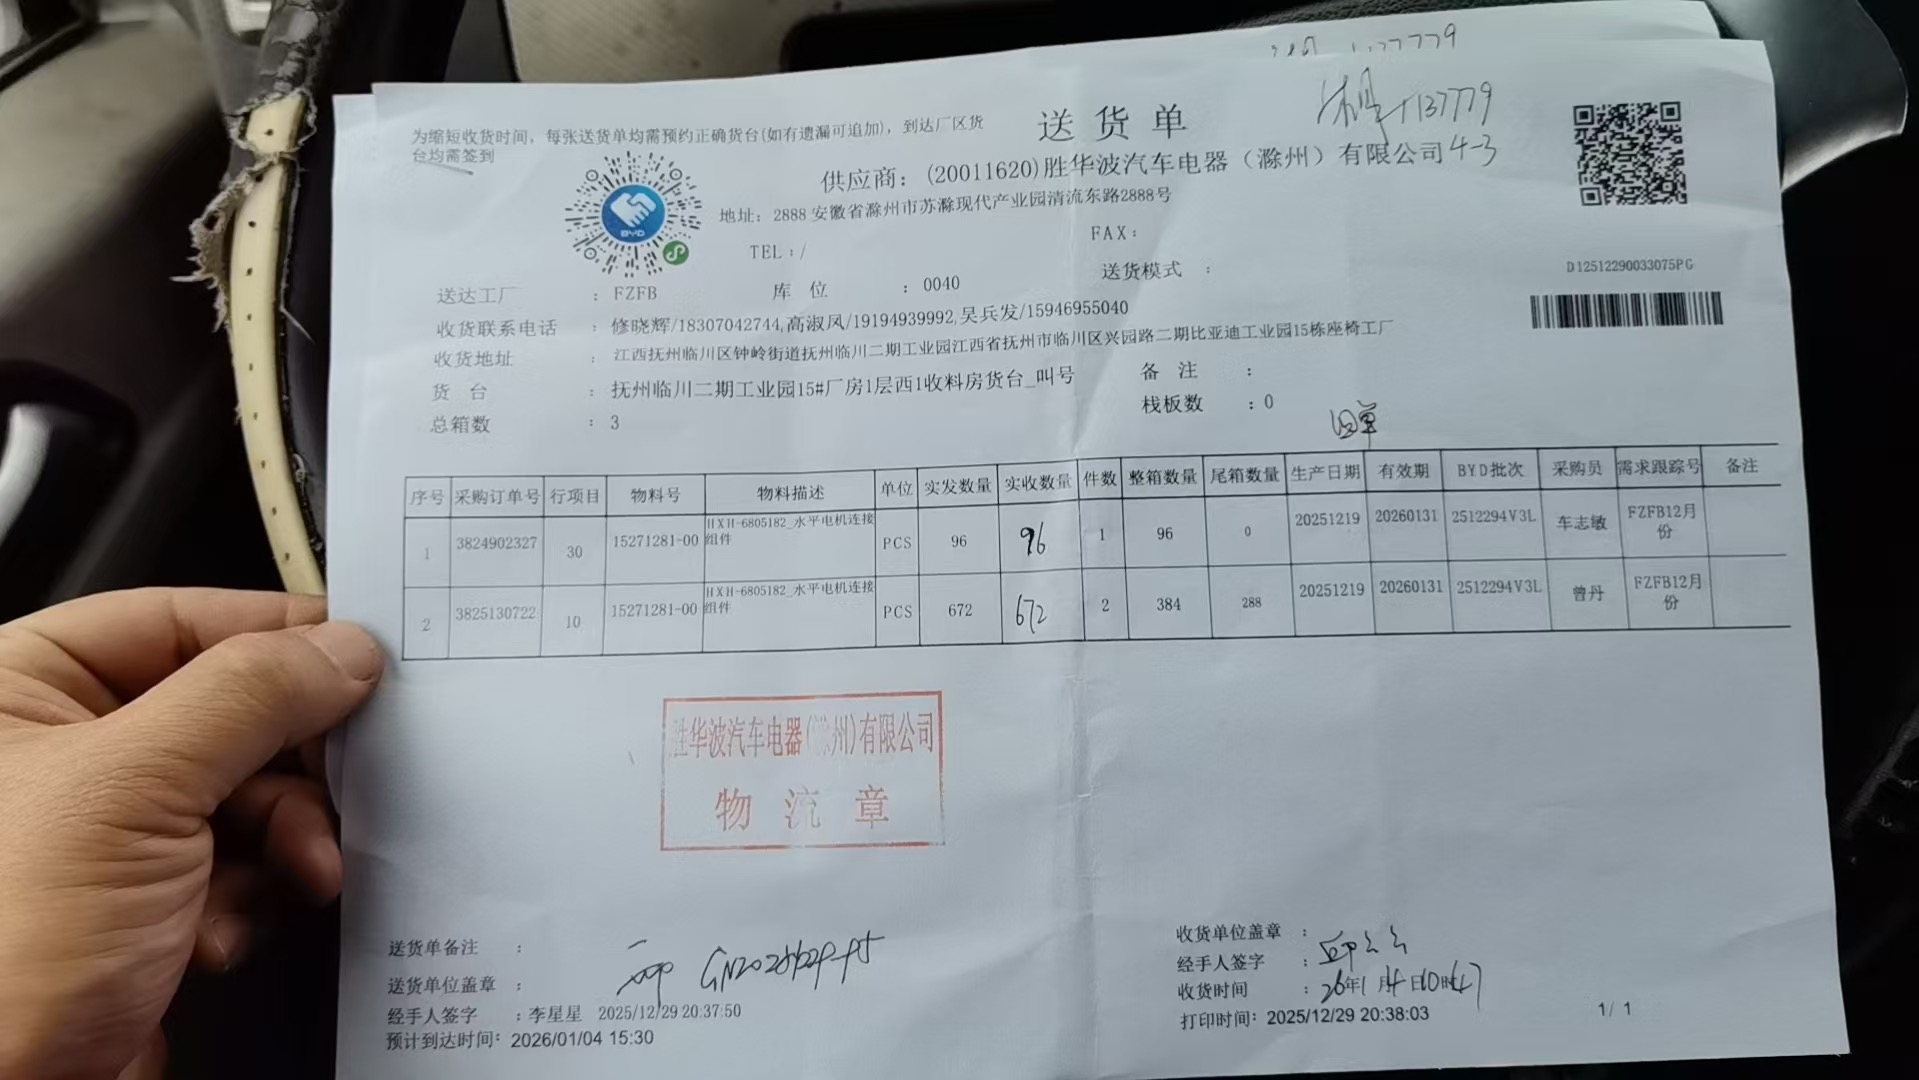 137779
送货单
137779
为缩短收货时间，每张送货单均需预约正确货台(如有遗漏可追加)，到达厂区货
台均需签到
供应商：(20011620)胜华波汽车电器（滁州）有限公司 4-3
地址：2888 安徽省滁州市苏滁现代产业园清流东路2888号
BYD
TEL：/
FAX：
送货模式 ：
D12512290033075PG
送达工厂 ：FZFB
库 位 ：0040
收货联系电话 ：修晓辉/18307042744,高淑凤/19194939992,吴兵发/15946955040
收货地址 ：江西抚州临川区钟岭街道抚州临川二期工业园江西省抚州市临川区兴园路二期比亚迪工业园15栋座椅工厂
货 台 ：抚州临川二期工业园15#厂房1层西1收料房货台_叫号
备 注 ：
总箱数 ：3
栈板数 ：0
回单
序号 采购订单号 行项目 物料号 物料描述 单位 实发数量 实收数量 件数 整箱数量 尾箱数量 生产日期 有效期 BYD批次 采购员 需求跟踪号 备注
1 3824902327 30 15271281-00 HXH-6805182_水平电机连接组件 PCS 96 96 1 96 0 20251219 20260131 2512294V3L 车志敏 FZFB12月份
2 3825130722 10 15271281-00 HXH-6805182_水平电机连接组件 PCS 672 672 2 384 288 20251219 20260131 2512294V3L 曾丹 FZFB12月份
胜华波汽车电器(滁州)有限公司
物流章
送货单备注 ：
送货单位盖章 ：
经手人签字 ：李星星 2025/12/29 20:37:50
预计到达时间：2026/01/04 15:30
收货单位盖章 ：
经手人签字 ：
收货时间 ：26年1月4日10时47
打印时间：2025/12/29 20:38:03
1/ 1